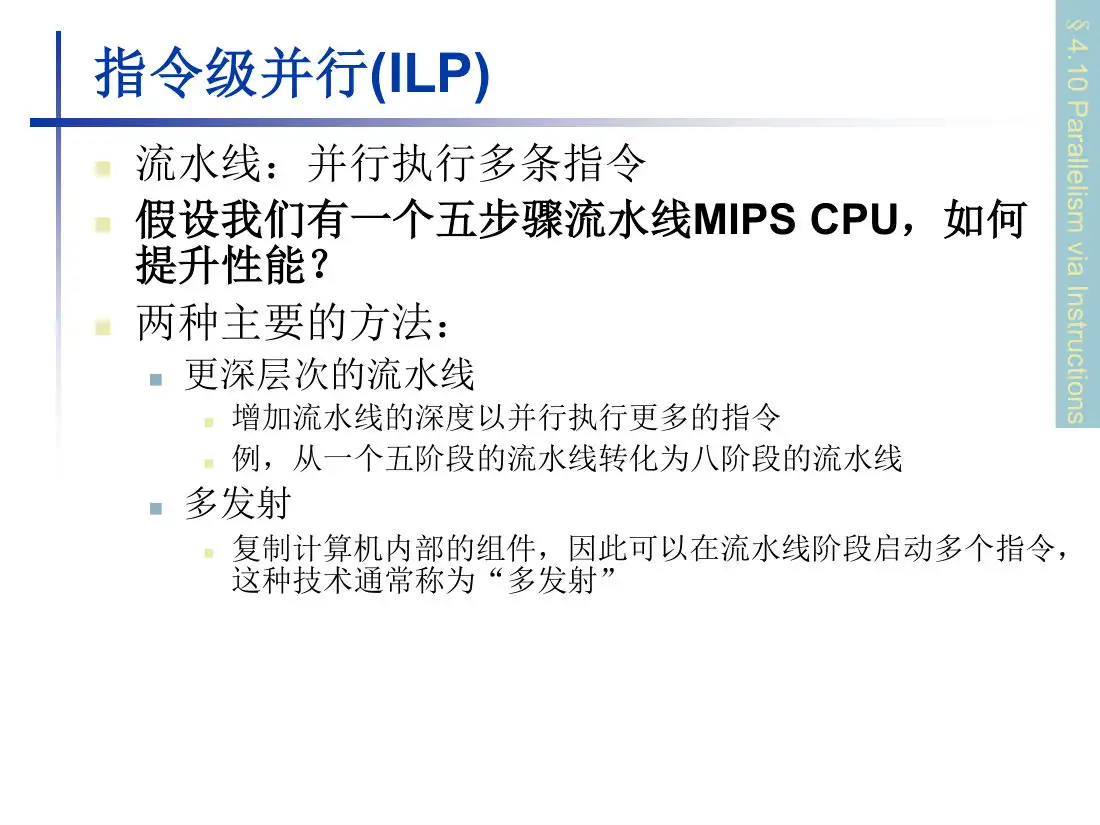 指令级并行(ILP)
流水线：并行执行多条指令
假设我们有一个五步骤流水线MIPS CPU，如何
提升性能？
两种主要的方法：
更深层次的流水线
增加流水线的深度以并行执行更多的指令
例，从一个五阶段的流水线转化为八阶段的流水线
多发射
复制计算机内部的组件，因此可以在流水线阶段启动多个指令，
这种技术通常称为“多发射”
§4.10 Parallelism via Instructions